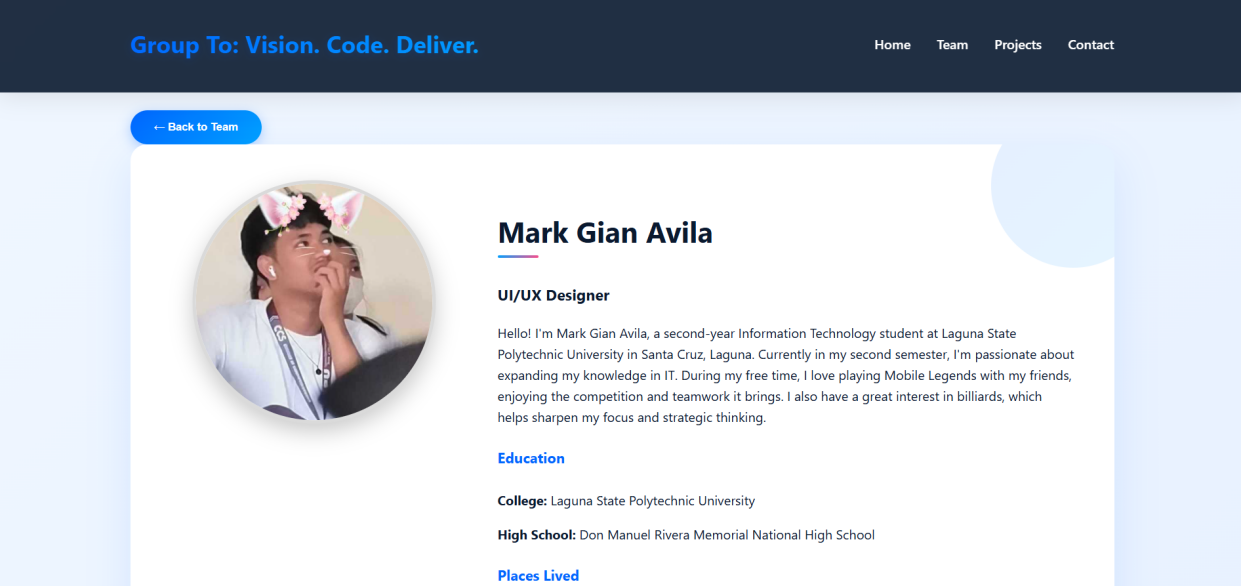 Group To: Vision. Code. Deliver.
Home Team Projects Contact
← Back to Team
Mark Gian Avila
UI/UX Designer
Hello! I'm Mark Gian Avila, a second-year Information Technology student at Laguna State
Polytechnic University in Santa Cruz, Laguna. Currently in my second semester, I'm passionate about
expanding my knowledge in IT. During my free time, I love playing Mobile Legends with my friends,
enjoying the competition and teamwork it brings. I also have a great interest in billiards, which
helps sharpen my focus and strategic thinking.
Education
College: Laguna State Polytechnic University
High School: Don Manuel Rivera Memorial National High School
Places Lived